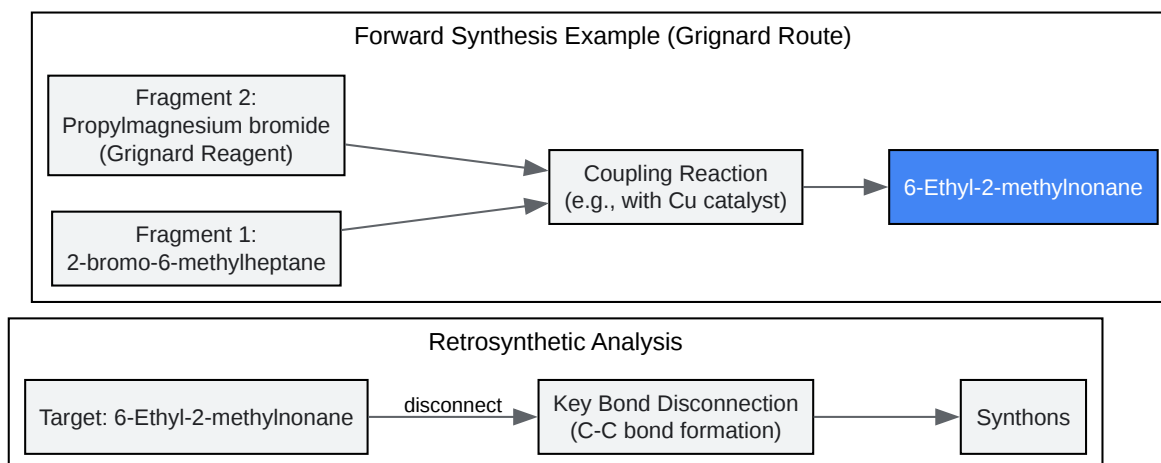 Forward Synthesis Example (Grignard Route)
Fragment 2:
Propylmagnesium bromide
(Grignard Reagent)
Fragment 1:
2-bromo-6-methylheptane
Coupling Reaction
(e.g., with Cu catalyst)
6-Ethyl-2-methylnonane
Retrosynthetic Analysis
Target: 6-Ethyl-2-methylnonane
disconnect
Key Bond Disconnection
(C-C bond formation)
Synthons